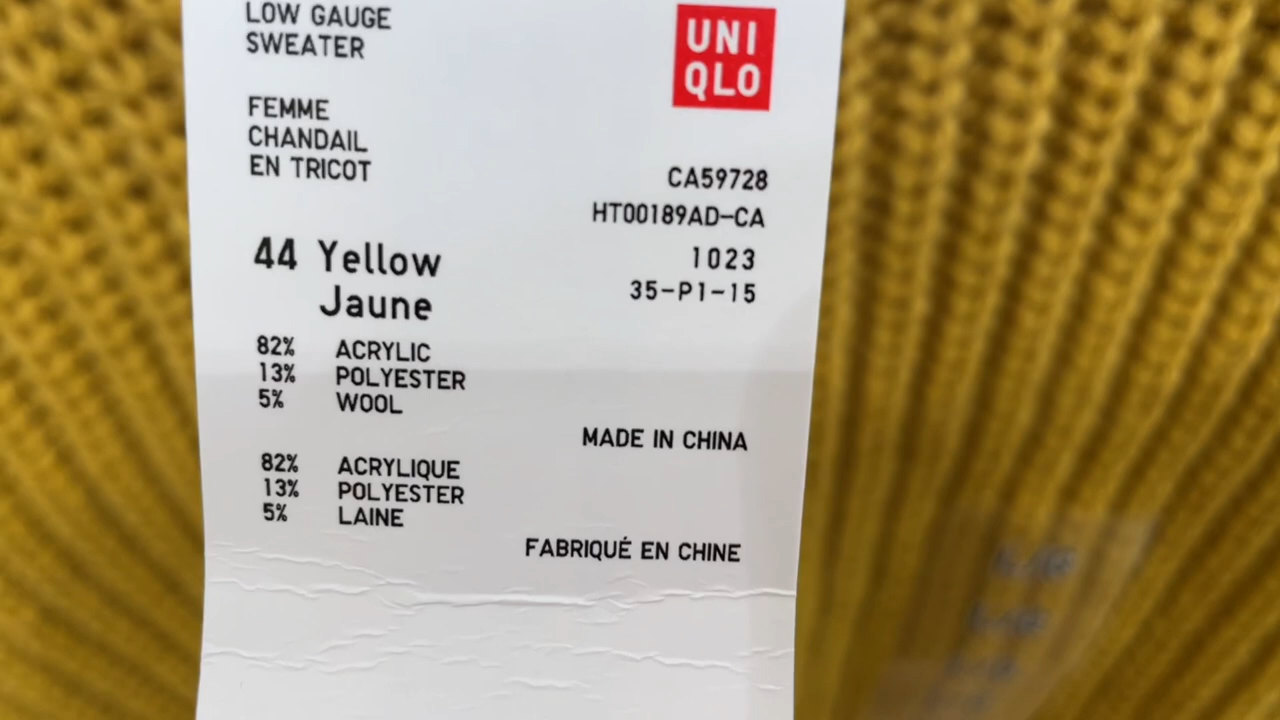 LOW GAUGE
SWEATER
UNI
QLO
FEMME
CHANDAIL
EN TRICOT
CA59728
HT00189AD-CA
1023
35-P1-15
44 Yellow
Jaune
82% ACRYLIC
13% POLYESTER
5% WOOL
MADE IN CHINA
82% ACRYLIQUE
13% POLYESTER
5% LAINE
FABRIQUÉ EN CHINE